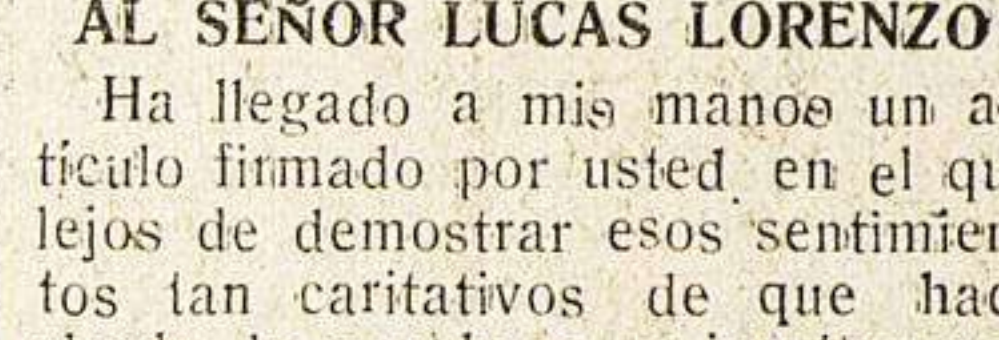 AL SEÑOR LUCAS LORENZO
Ha llegado a mis manos un a
tículo firmado por usted en el qu
lejos de demostrar esos sentimien
tos tan caritativos de que hac